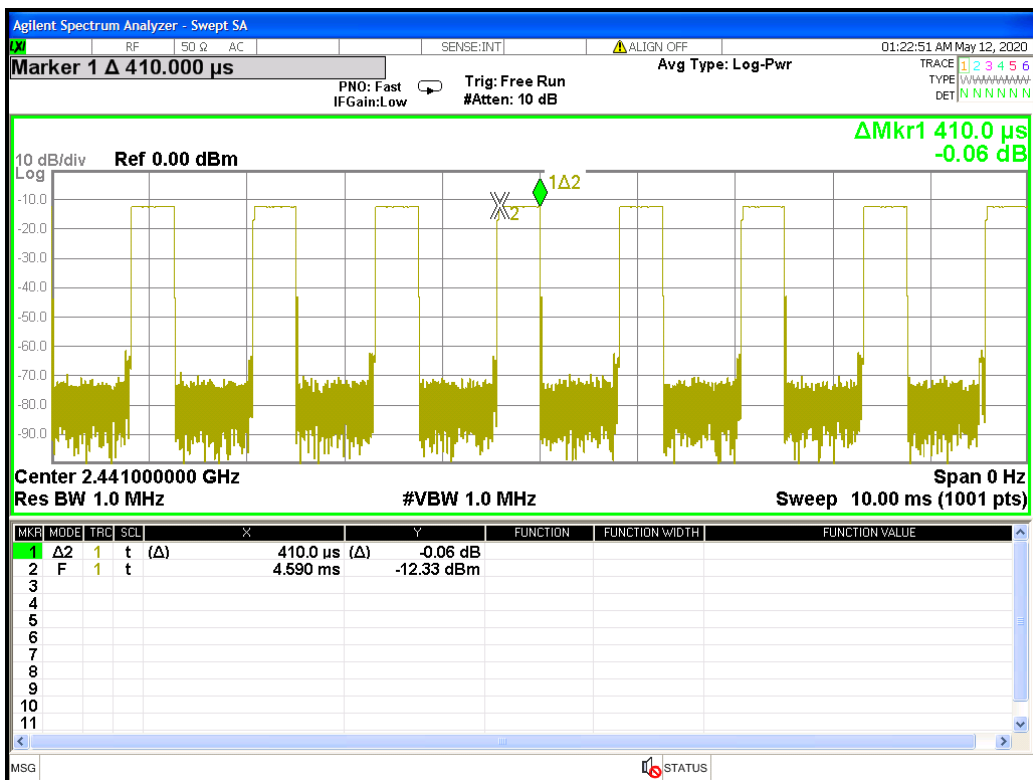 Agilent Spectrum Analyzer - Swept SA
LXI RF 50 Ω AC SENSE:INT ALIGN OFF 01:22:51 AM May 12, 2020
Marker 1 Δ 410.000 µs
PNO: Fast
IFGain:Low
Trig: Free Run
#Atten: 10 dB
Avg Type: Log-Pwr
TRACE 1 2 3 4 5 6
TYPE WWWWWW
DET N N N N N N
ΔMkr1 410.0 µs
-0.06 dB
10 dB/div Ref 0.00 dBm
Log
-10.0
-20.0
-30.0
-40.0
-50.0
-60.0
-70.0
-80.0
-90.0
X2
1Δ2
Center 2.441000000 GHz Span 0 Hz
Res BW 1.0 MHz #VBW 1.0 MHz Sweep 10.00 ms (1001 pts)
MKR MODE TRC SCL X Y FUNCTION FUNCTION WIDTH FUNCTION VALUE
1 Δ2 1 t (Δ) 410.0 µs (Δ) -0.06 dB
2 F 1 t 4.590 ms -12.33 dBm
3
4
5
6
7
8
9
10
11
MSG STATUS